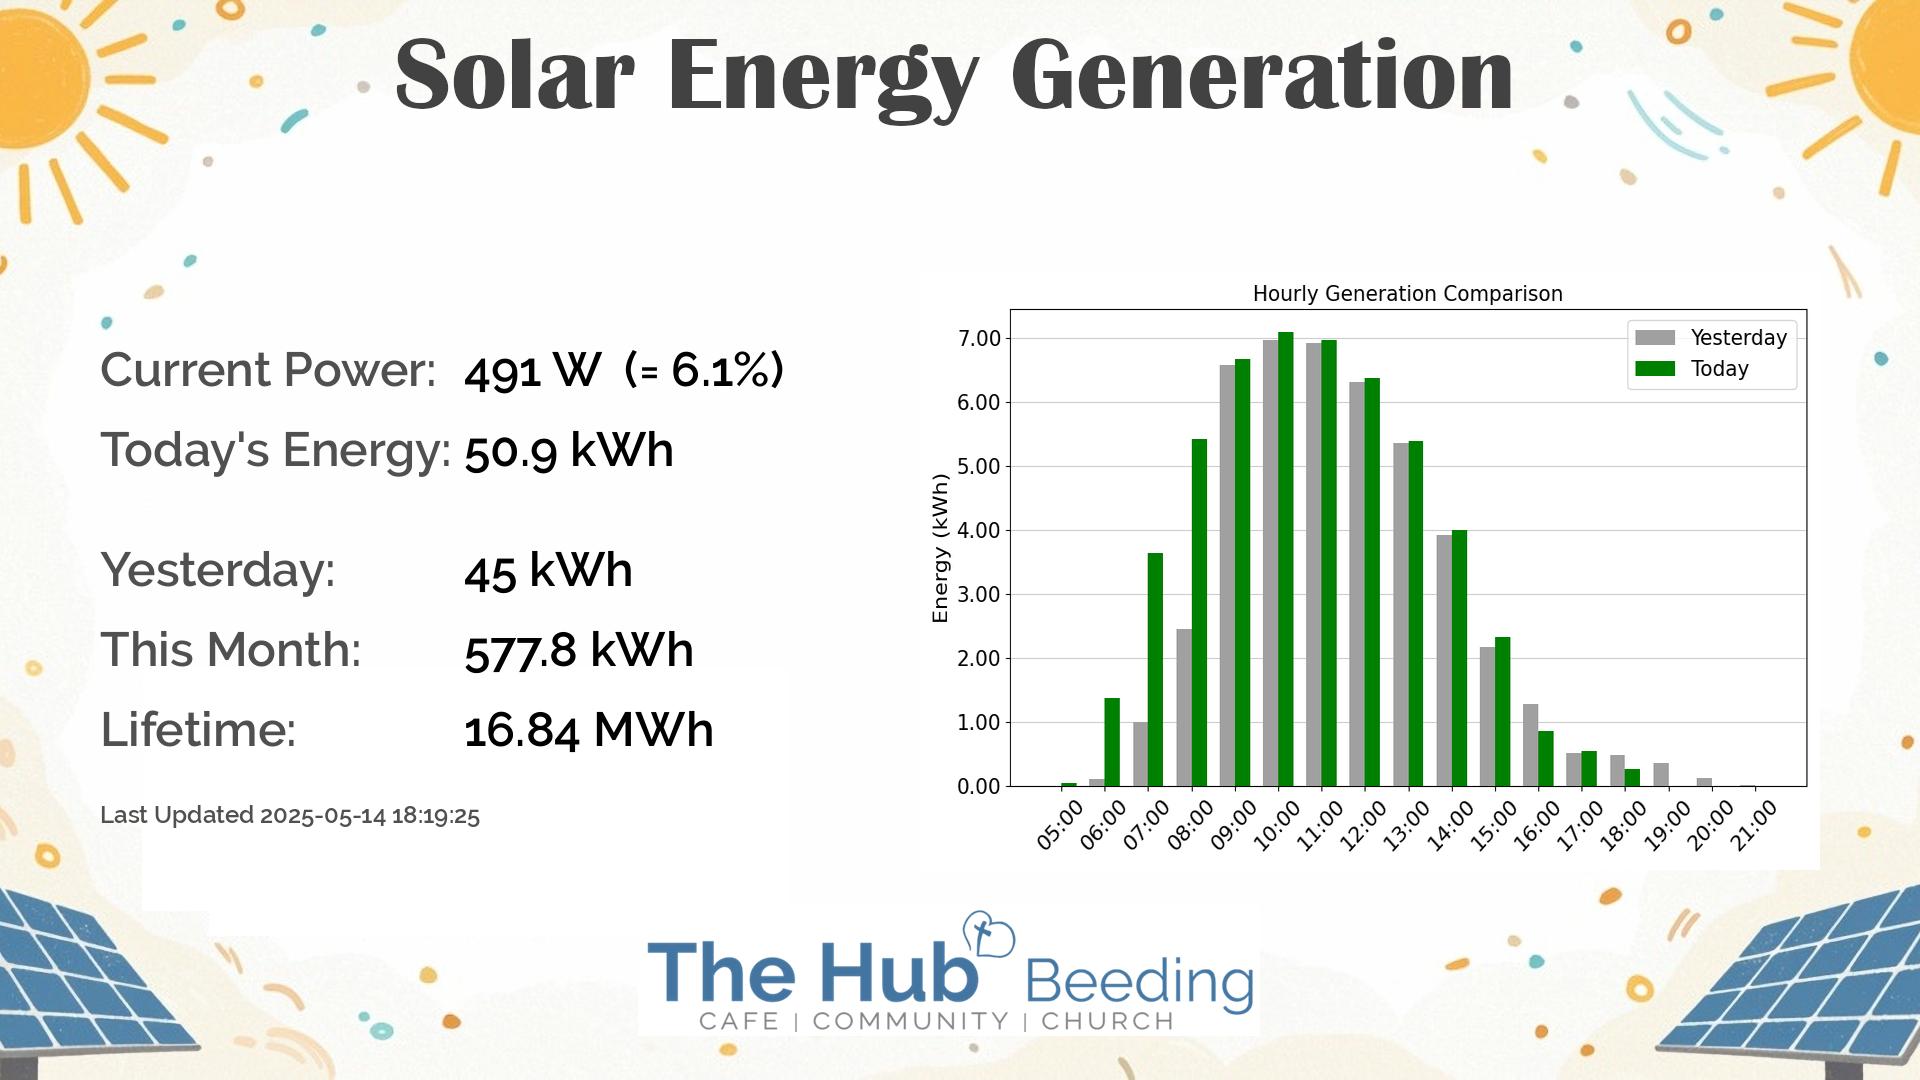 Solar Energy Generation
Current Power: 491 W (= 6.1%)
Today's Energy: 50.9 kWh
Yesterday: 45 kWh
This Month: 577.8 kWh
Lifetime: 16.84 MWh
Last Updated 2025-05-14 18:19:25
Hourly Generation Comparison
Yesterday
Today
Energy (kWh)
7.00
6.00
5.00
4.00
3.00
2.00
1.00
0.00
05:00 06:00 07:00 08:00 09:00 10:00 11:00 12:00 13:00 14:00 15:00 16:00 17:00 18:00 19:00 20:00 21:00
The Hub Beeding
CAFE | COMMUNITY | CHURCH